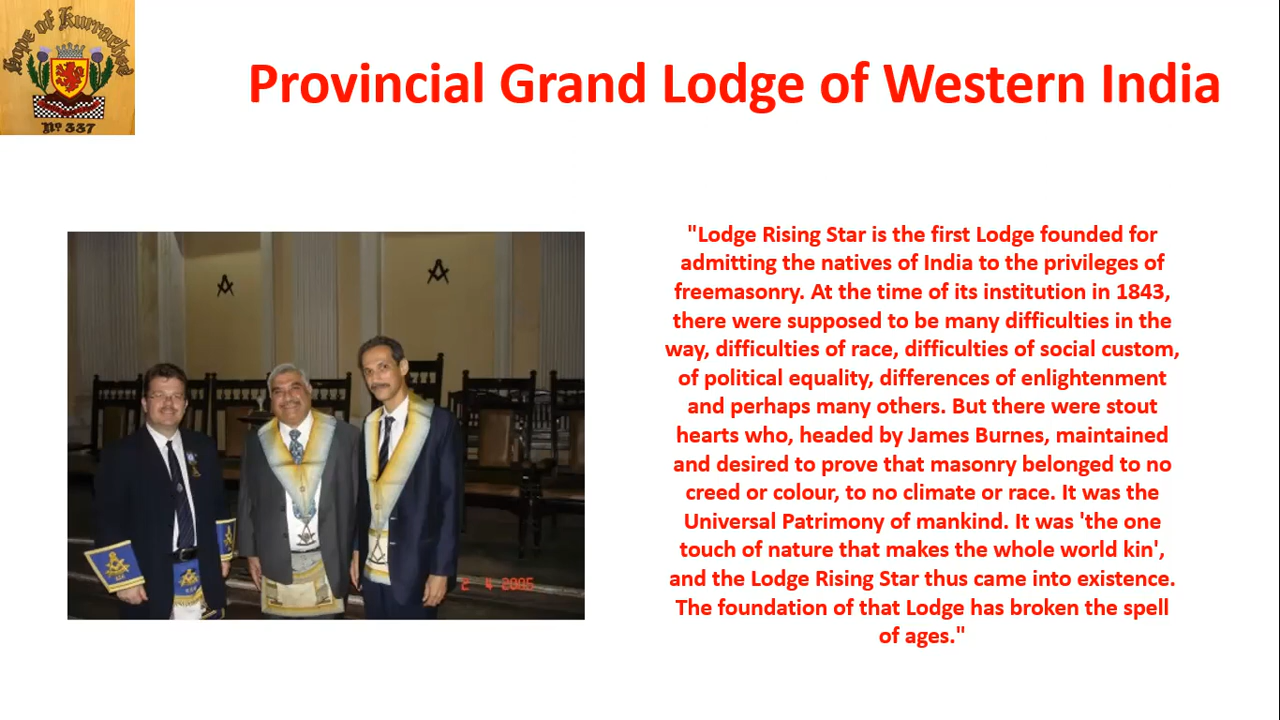 Hope of Kurrachee
Nº 337
Provincial Grand Lodge of Western India
"Lodge Rising Star is the first Lodge founded for
admitting the natives of India to the privileges of
freemasonry. At the time of its institution in 1843,
there were supposed to be many difficulties in the
way, difficulties of race, difficulties of social custom,
of political equality, differences of enlightenment
and perhaps many others. But there were stout
hearts who, headed by James Burnes, maintained
and desired to prove that masonry belonged to no
creed or colour, to no climate or race. It was the
Universal Patrimony of mankind. It was 'the one
touch of nature that makes the whole world kin',
and the Lodge Rising Star thus came into existence.
The foundation of that Lodge has broken the spell
of ages."
2 4 2005